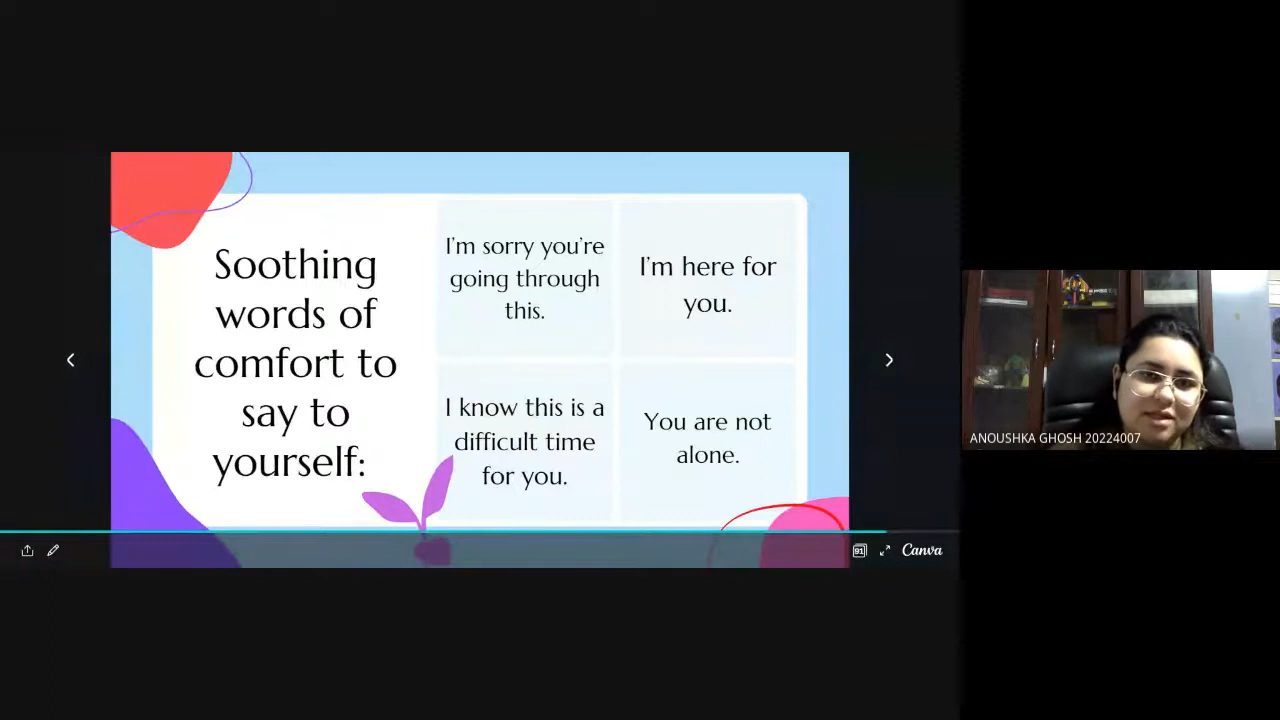 Soothing
words of
comfort to
say to
yourself:
I'm sorry you're
going through
this.
I'm here for
you.
I know this is a
difficult time
for you.
You are not
alone.
ANOUSHKA GHOSH 20224007
91
Canva